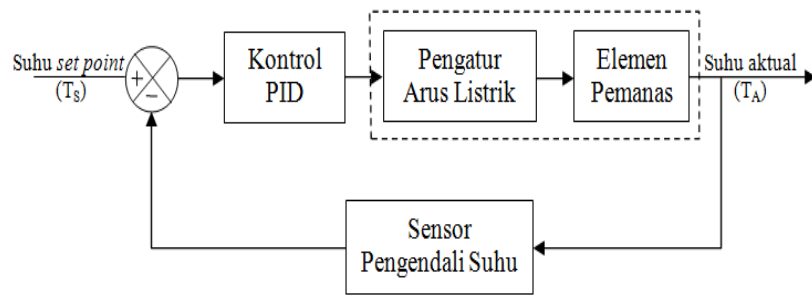 Suhu set point
(Ts)
+
−
Kontrol
PID
Pengatur
Arus Listrik
Elemen
Pemanas
Suhu aktual
(TA)
Sensor
Pengendali Suhu